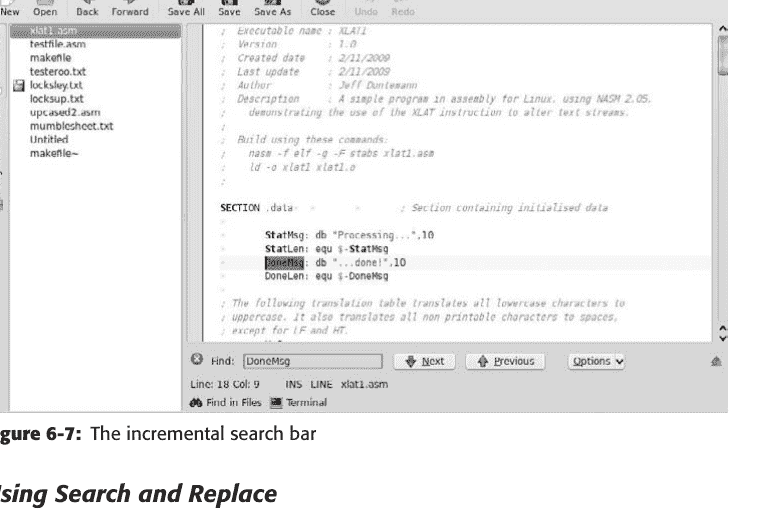 New Open Back Forward Save All Save Save As Close Undo Redo
xlat1.asm
testfile.asm
makefile
testeroo.txt
locksley.txt
locksup.txt
upcased2.asm
mumblesheet.txt
Untitled
makefile~
; Executable name : XLAT1
; Version : 1.0
; Created date : 2/11/2009
; Last update : 2/11/2009
; Author : Jeff Duntemann
; Description : A simple program in assembly for Linux, using NASM 2.05,
; demonstrating the use of the XLAT instruction to alter text streams.
;
; Build using these commands:
; nasm -f elf -g -F stabs xlat1.asm
; ld -o xlat1 xlat1.o
;
SECTION .data ; Section containing initialised data
StatMsg: db "Processing...",10
StatLen: equ $-StatMsg
DoneMsg: db "...done!",10
DoneLen: equ $-DoneMsg
; The following translation table translates all lowercase characters to
; uppercase. It also translates all non printable characters to spaces,
; except for LF and HT.
Find: DoneMsg Next Previous Options
Line: 18 Col: 9 INS LINE xlat1.asm
Find in Files Terminal
gure 6-7: The incremental search bar
sing Search and Replace